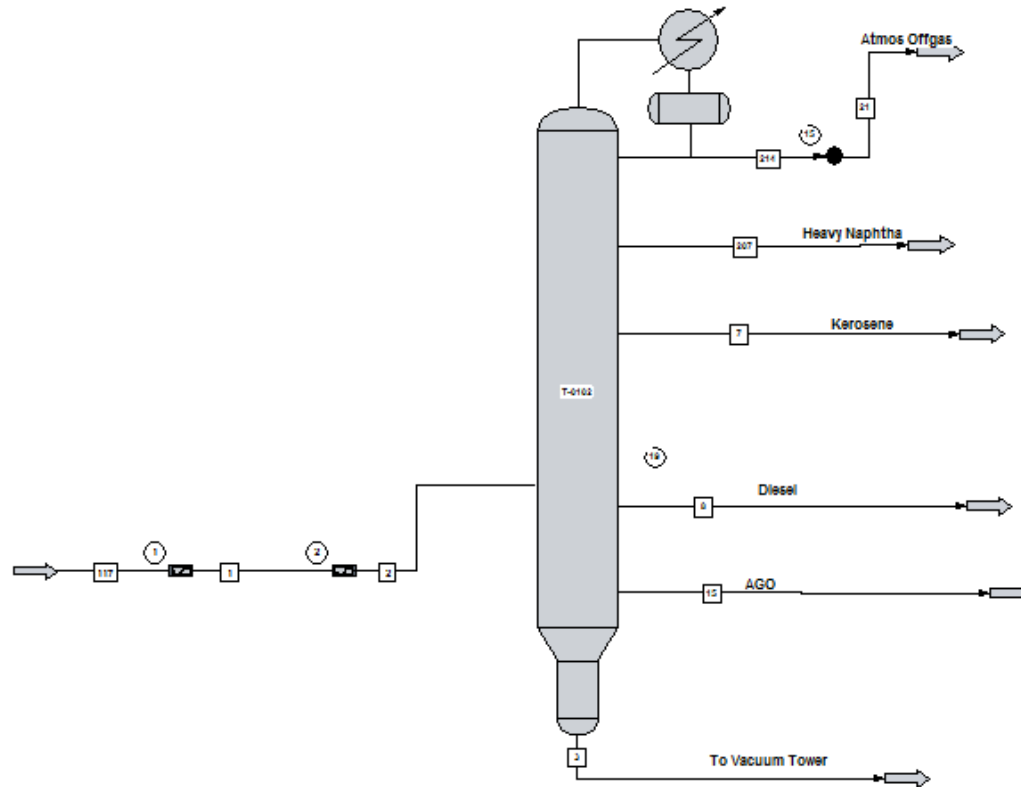 Atmos Offgas
21
15
214
Heavy Naphtha
207
Kerosene
7
T-0102
19
Diesel
8
1
2
117
1
2
AGO
15
3
To Vacuum Tower